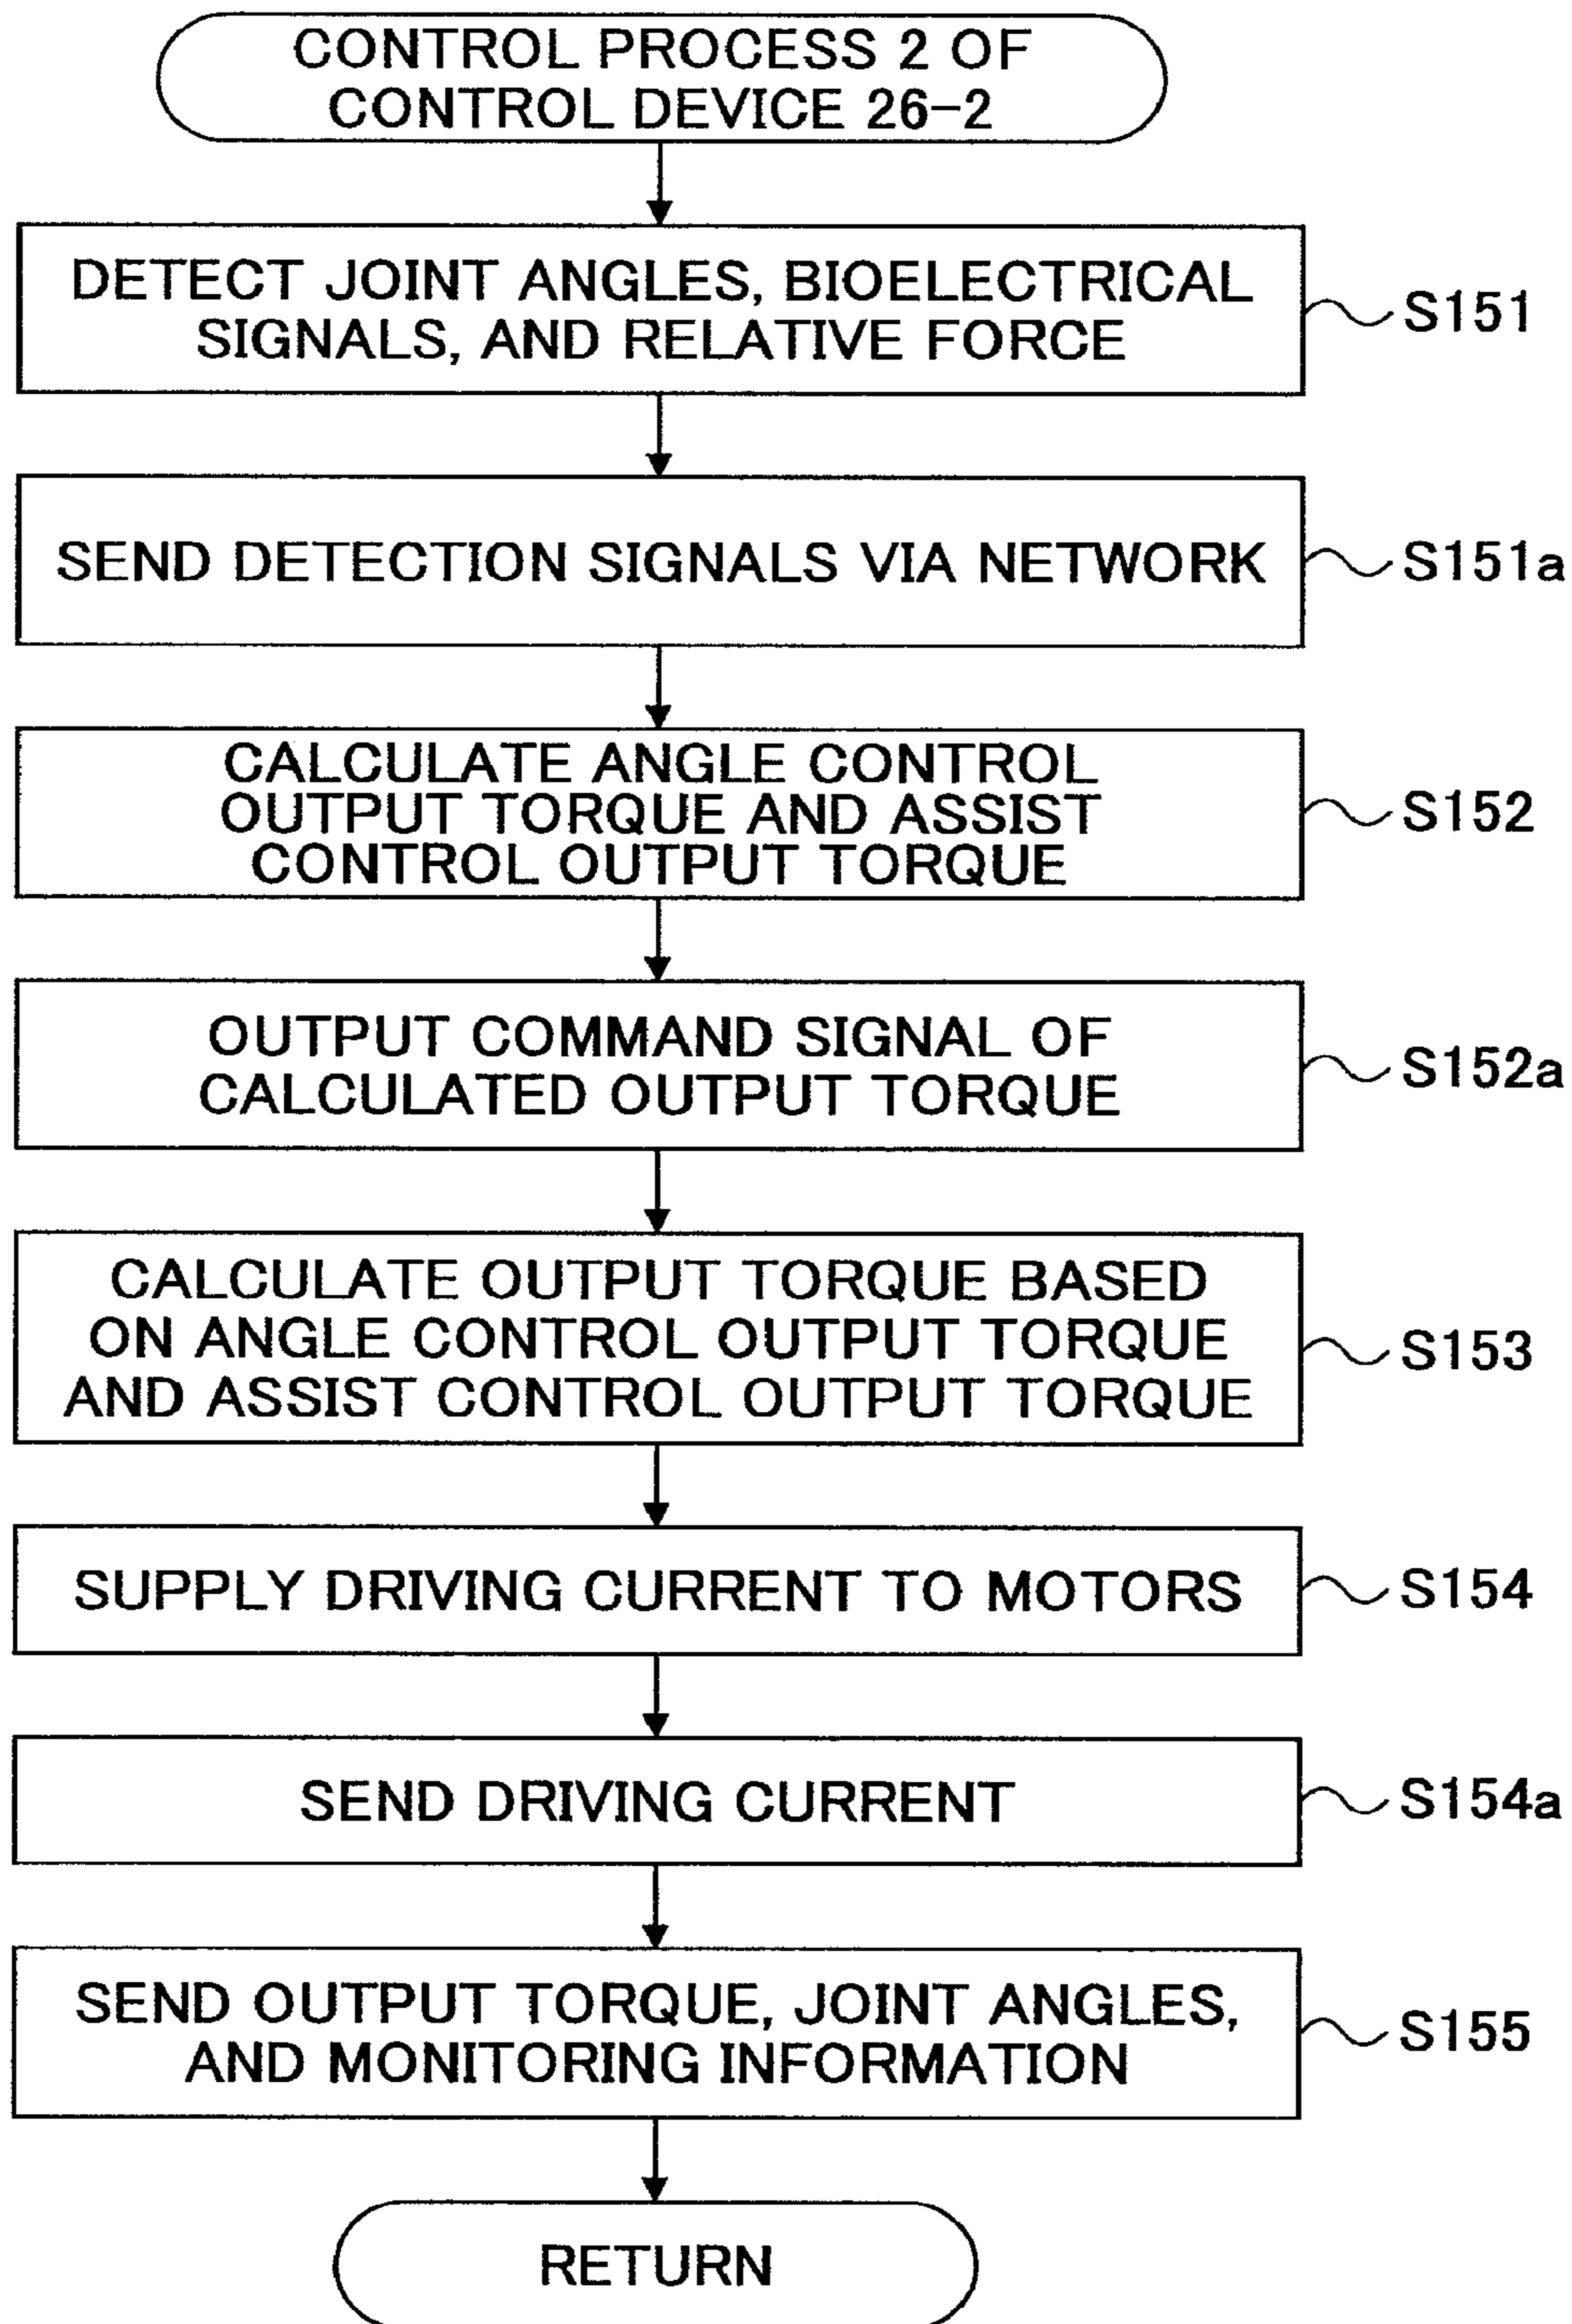 CONTROL PROCESS 2 OF
CONTROL DEVICE 26-2
DETECT JOINT ANGLES, BIOELECTRICAL
SIGNALS, AND RELATIVE FORCE
S151
SEND DETECTION SIGNALS VIA NETWORK
S151a
CALCULATE ANGLE CONTROL
OUTPUT TORQUE AND ASSIST
CONTROL OUTPUT TORQUE
S152
OUTPUT COMMAND SIGNAL OF
CALCULATED OUTPUT TORQUE
S152a
CALCULATE OUTPUT TORQUE BASED
ON ANGLE CONTROL OUTPUT TORQUE
AND ASSIST CONTROL OUTPUT TORQUE
S153
SUPPLY DRIVING CURRENT TO MOTORS
S154
SEND DRIVING CURRENT
S154a
SEND OUTPUT TORQUE, JOINT ANGLES,
AND MONITORING INFORMATION
S155
RETURN